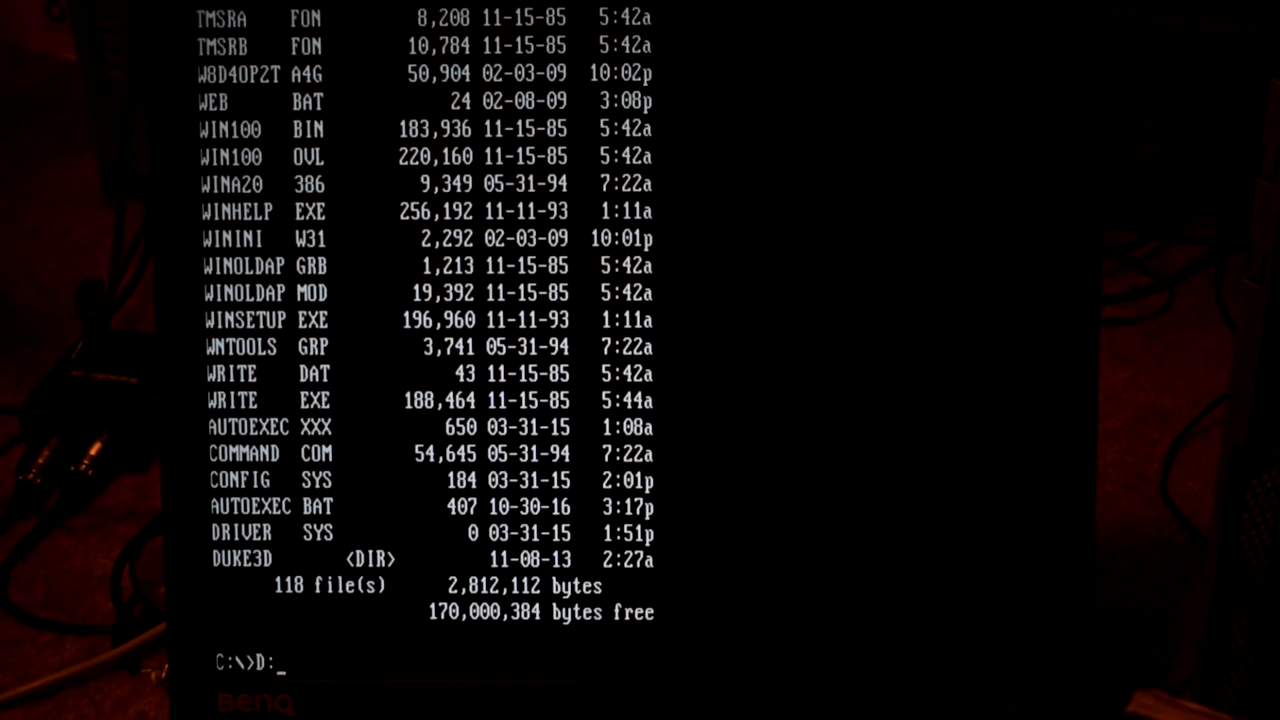 TMSRA FON 8,208 11-15-85 5:42a
TMSRB FON 10,784 11-15-85 5:42a
W8D4OP2T A4G 50,904 02-03-09 10:02p
WEB BAT 24 02-08-09 3:08p
WIN100 BIN 183,936 11-15-85 5:42a
WIN100 OVL 220,160 11-15-85 5:42a
WINA20 386 9,349 05-31-94 7:22a
WINHELP EXE 256,192 11-11-93 1:11a
WININI W31 2,292 02-03-09 10:01p
WINOLDAP GRB 1,213 11-15-85 5:42a
WINOLDAP MOD 19,392 11-15-85 5:42a
WINSETUP EXE 196,960 11-11-93 1:11a
WNTOOLS GRP 3,741 05-31-94 7:22a
WRITE DAT 43 11-15-85 5:42a
WRITE EXE 188,464 11-15-85 5:44a
AUTOEXEC XXX 650 03-31-15 1:08a
COMMAND COM 54,645 05-31-94 7:22a
CONFIG SYS 184 03-31-15 2:01p
AUTOEXEC BAT 407 10-30-16 3:17p
DRIVER SYS 0 03-31-15 1:51p
DUKE3D <DIR> 11-08-13 2:27a
118 file(s) 2,812,112 bytes
170,000,384 bytes free
C:\>D:_
BenQ